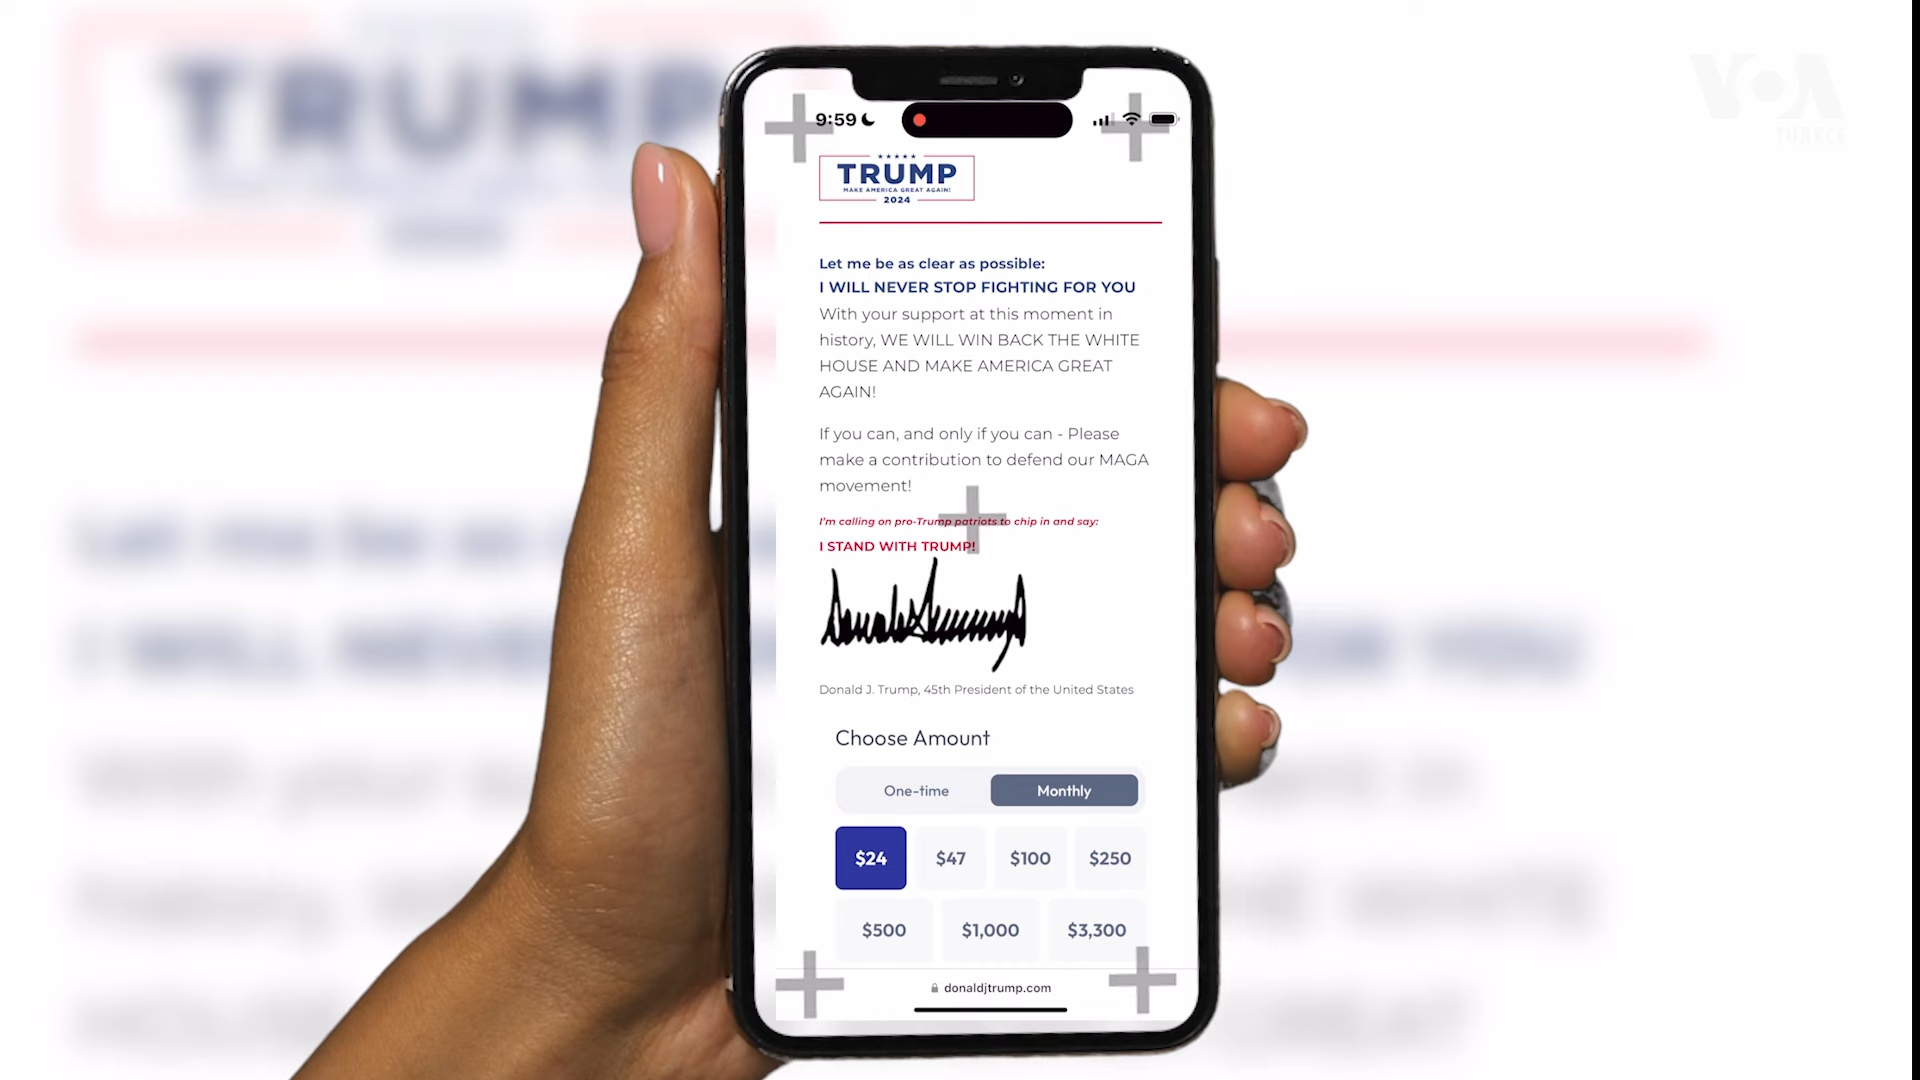 VOA
TÜRKÇE
9:59
TRUMP
MAKE AMERICA GREAT AGAIN!
2024
Let me be as clear as possible:
I WILL NEVER STOP FIGHTING FOR YOU
With your support at this moment in
history, WE WILL WIN BACK THE WHITE
HOUSE AND MAKE AMERICA GREAT
AGAIN!
If you can, and only if you can - Please
make a contribution to defend our MAGA
movement!
I'm calling on pro-Trump patriots to chip in and say:
I STAND WITH TRUMP!
Donald J. Trump, 45th President of the United States
Choose Amount
One-time Monthly
$24 $47 $100 $250
$500 $1,000 $3,300
donaldjtrump.com